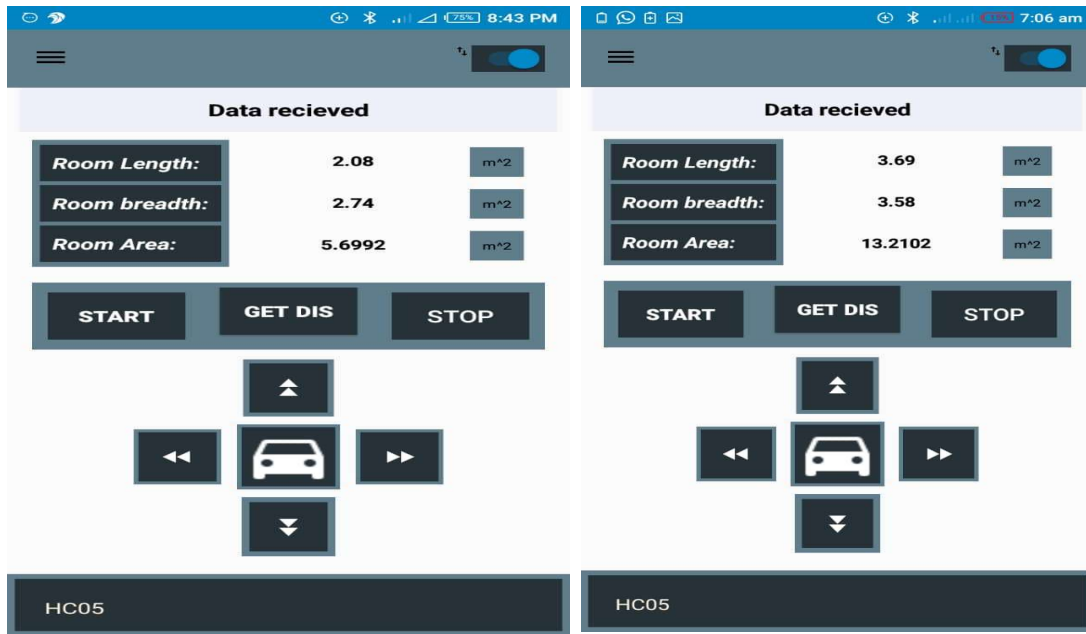 75% 8:43 PM
Data recieved
Room Length: 2.08 m^2
Room breadth: 2.74 m^2
Room Area: 5.6992 m^2
START GET DIS STOP
HC05
7:06 am
Data recieved
Room Length: 3.69 m^2
Room breadth: 3.58 m^2
Room Area: 13.2102 m^2
START GET DIS STOP
HC05